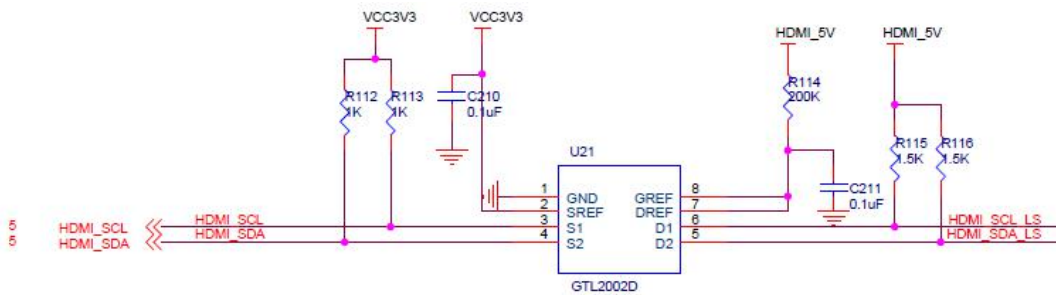 VCC3V3 VCC3V3
HDMI_5V HDMI_5V
R112 R113 C210 R114
1K 1K 0.1uF 200K
R115 R116
1.5K 1.5K
U21
C211
0.1uF
1 GND GREF 8
2 SREF DREF 7
5 HDMI_SCL HDMI_SCL 3 S1 D1 6 HDMI_SCL_LS
5 HDMI_SDA HDMI_SDA 4 S2 D2 5 HDMI_SDA_LS
GTL2002D